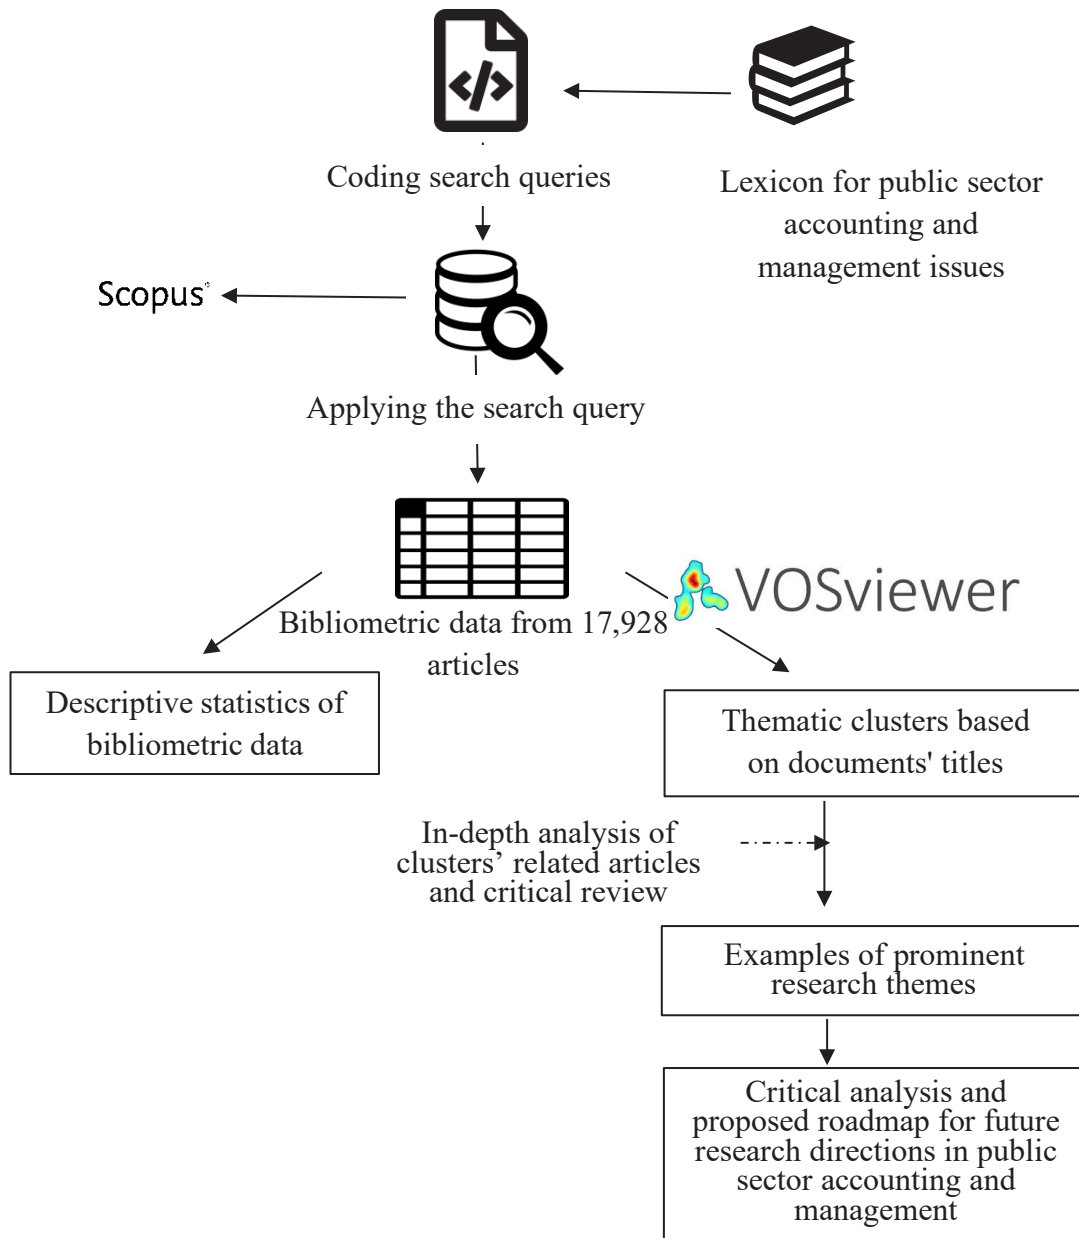 </>
Coding search queries
Lexicon for public sector
accounting and
management issues
Scopus®
Applying the search query
VOSviewer
Bibliometric data from 17,928
articles
Descriptive statistics of
bibliometric data
Thematic clusters based
on documents' titles
In-depth analysis of
clusters’ related articles
and critical review
Examples of prominent
research themes
Critical analysis and
proposed roadmap for future
research directions in public
sector accounting and
management